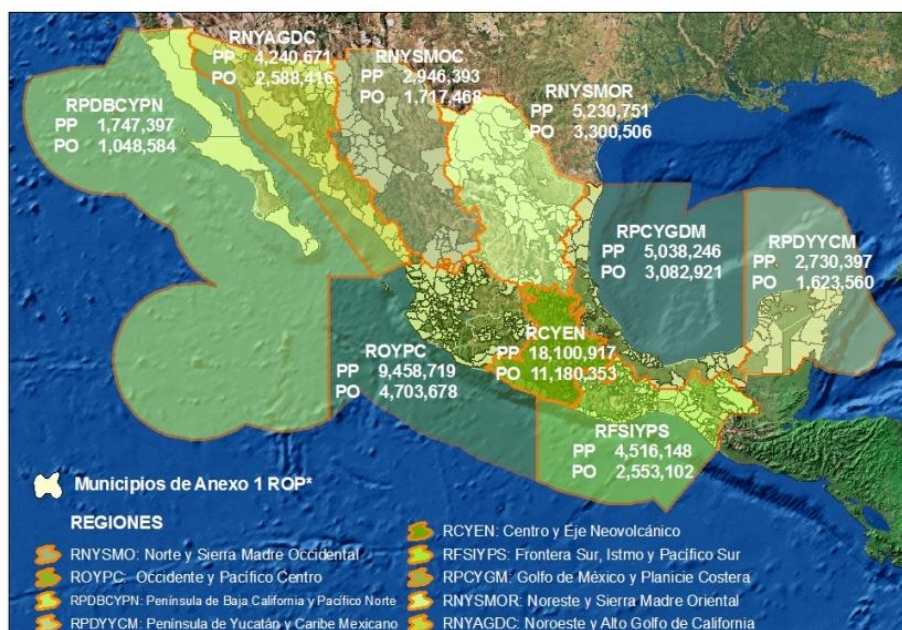 RNYAGDC
PP 4,240,671
PO 2,588,416
RNYSMOC
PP 2,946,393
PO 1,717,468
RNYSMOR
PP 5,230,751
PO 3,300,506
RPDBCYPN
PP 1,747,397
PO 1,048,584
RPCYGDM
PP 5,038,246
PO 3,082,921
RPDYYCM
PP 2,730,397
PO 1,623,560
RCYEN
PP 18,100,917
PO 11,180,353
ROYPC
PP 9,458,719
PO 4,703,678
RFSIYPS
PP 4,516,148
PO 2,553,102
Municipios de Anexo 1 ROP*
REGIONES
RNYSMO: Norte y Sierra Madre Occidental
ROYPC: Occidente y Pacífico Centro
RPDBCYPN: Península de Baja California y Pacífico Norte
RPDYYCM: Península de Yucatán y Caribe Mexicano
RCYEN: Centro y Eje Neovolcánico
RFSIYPS: Frontera Sur, Istmo y Pacífico Sur
RPCYGM: Golfo de México y Planicie Costera
RNYSMOR: Noreste y Sierra Madre Oriental
RNYAGDC: Noroeste y Alto Golfo de California